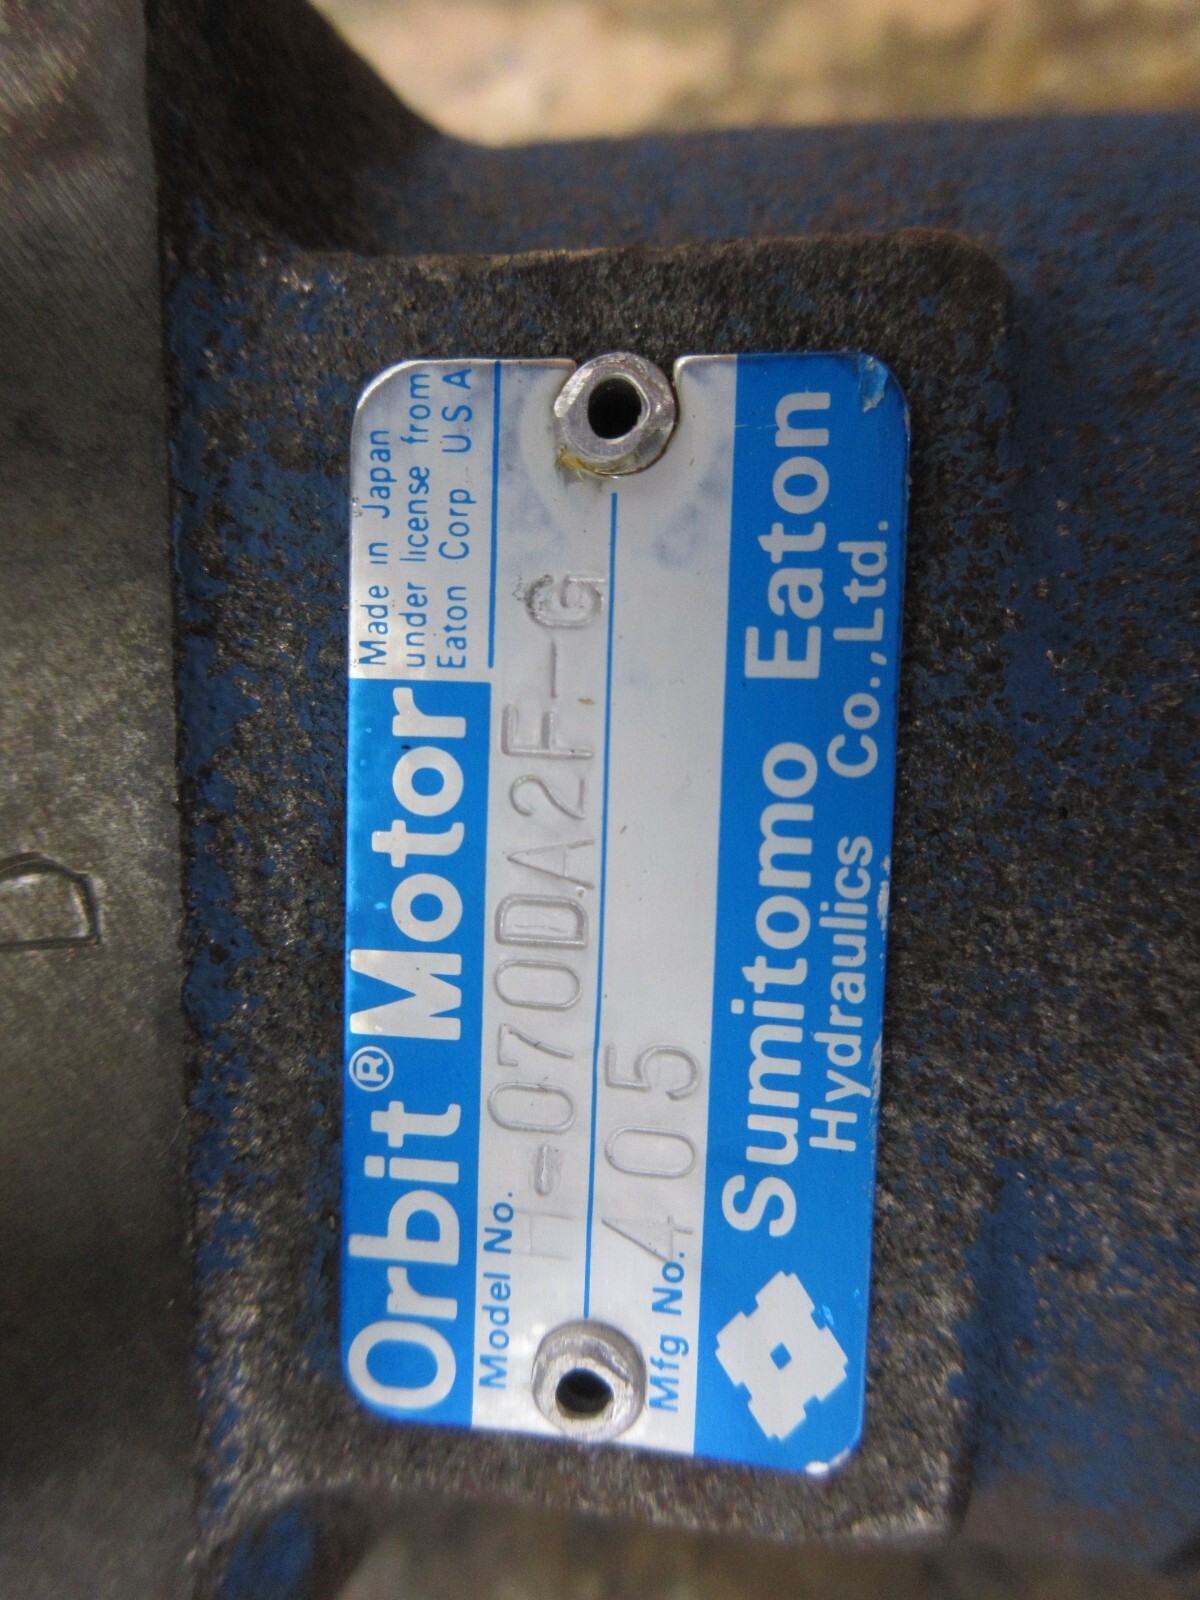 Orbit® Motor
Made in Japan
under license from
Eaton Corp U.S.A
Model No. H-070DA2F-G
Mfg No. 405
Sumitomo Eaton
Hydraulics Co.,Ltd.
D